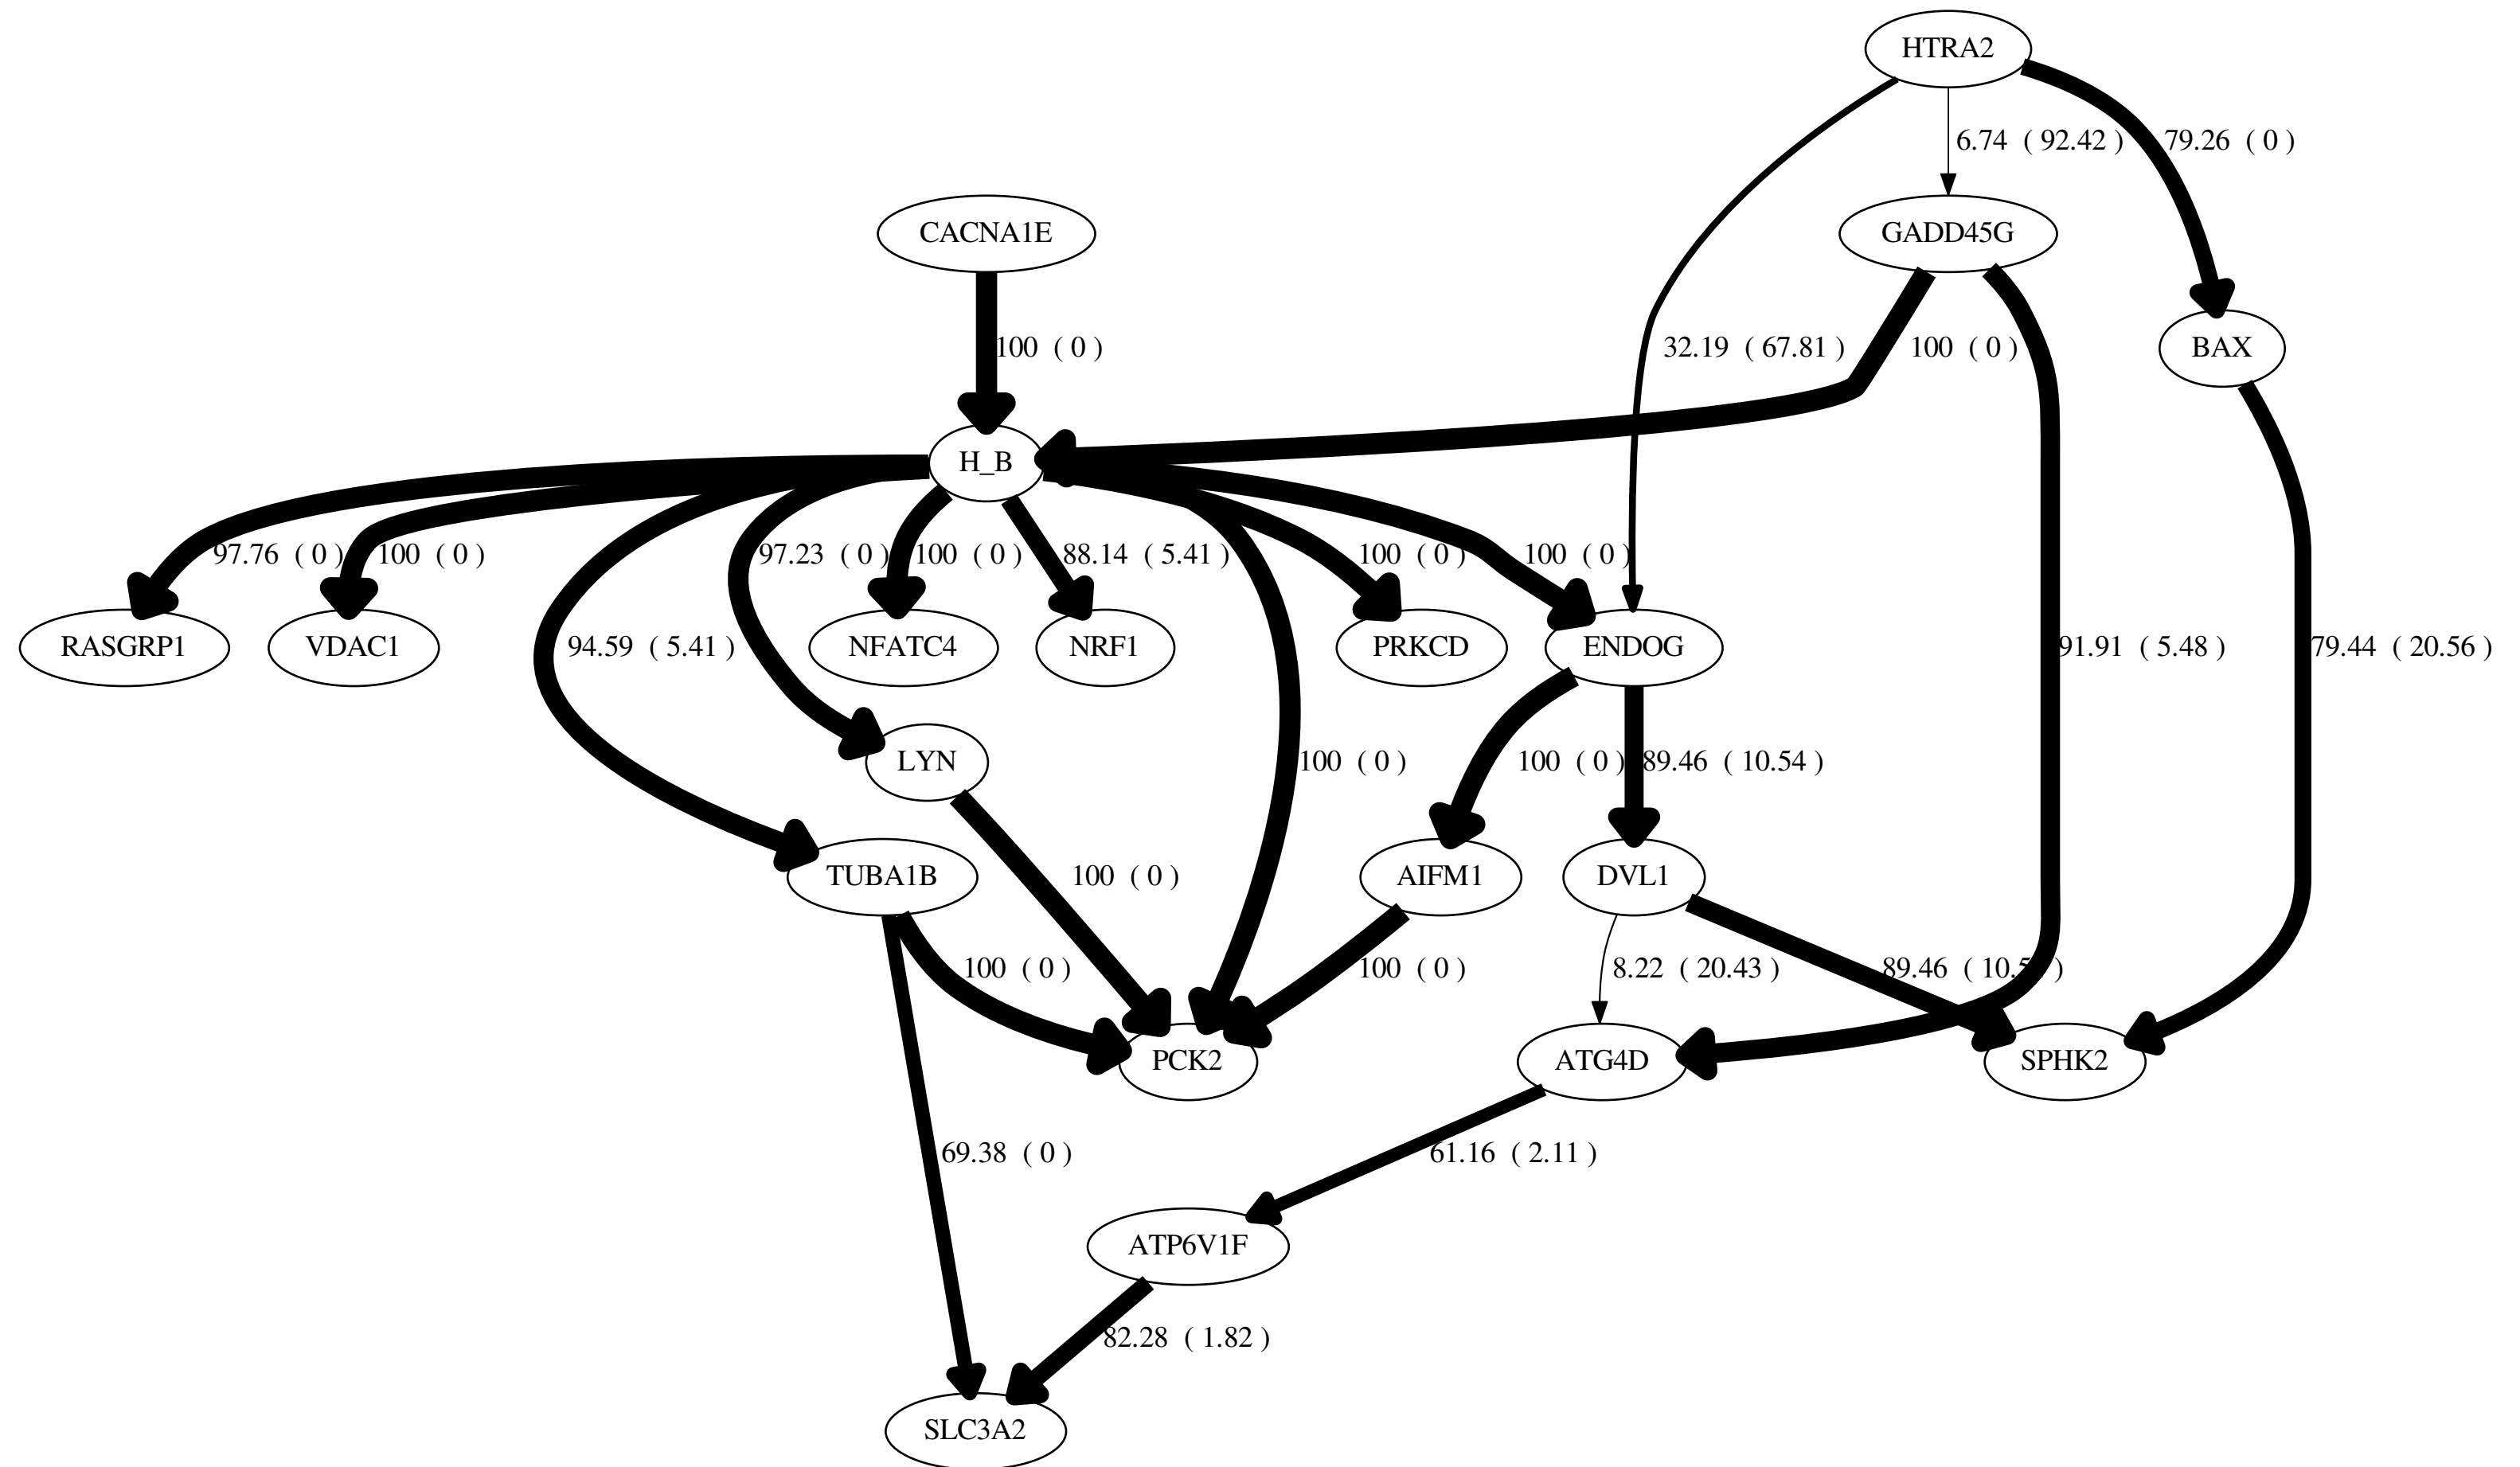 HTRA2
6.74 ( 92.42 )
79.26 ( 0 )
CACNA1E
GADD45G
100 ( 0 )
32.19 ( 67.81 )
100 ( 0 )
BAX
H_B
97.76 ( 0 )
100 ( 0 )
97.23 ( 0 )
100 ( 0 )
88.14 ( 5.41 )
100 ( 0 )
100 ( 0 )
RASGRP1
VDAC1
94.59 ( 5.41 )
NFATC4
NRF1
PRKCD
ENDOG
91.91 ( 5.48 )
79.44 ( 20.56 )
LYN
100 ( 0 )
100 ( 0 )
89.46 ( 10.54 )
TUBA1B
100 ( 0 )
AIFM1
DVL1
100 ( 0 )
100 ( 0 )
8.22 ( 20.43 )
89.46
PCK2
ATG4D
SPHK2
69.38 ( 0 )
61.16 ( 2.11 )
ATP6V1F
82.28 ( 1.82 )
SLC3A2